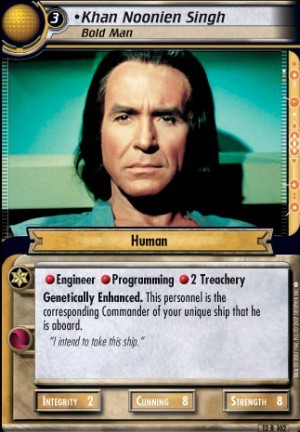 3 •Khan Noonien Singh
Bold Man
Human
Engineer Programming 2 Treachery
Genetically Enhanced. This personnel is the
corresponding Commander of your unique ship that he
is aboard.
"I intend to take this ship."
INTEGRITY 2 CUNNING 8 STRENGTH 8